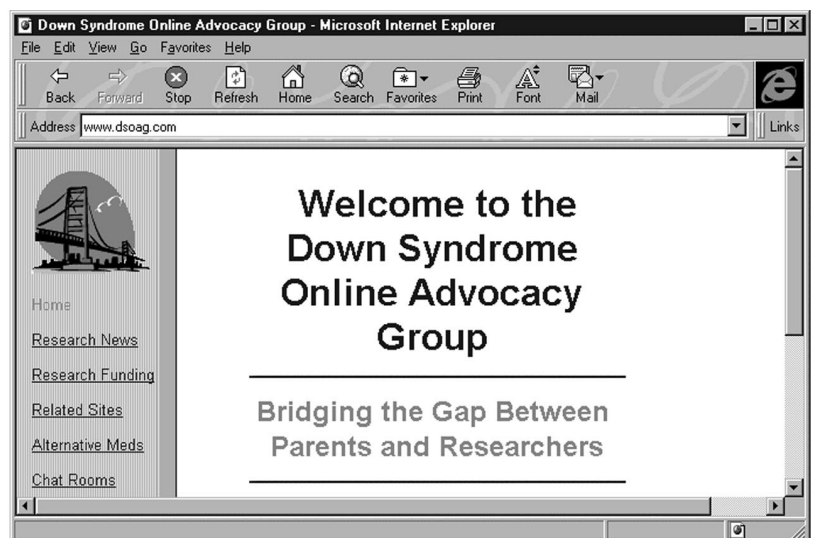 Down Syndrome Online Advocacy Group - Microsoft Internet Explorer
File Edit View Go Favorites Help
Back Forward Stop Refresh Home Search Favorites Print Font Mail
Address www.dsoag.com Links
Home
Research News
Research Funding
Related Sites
Alternative Meds
Chat Rooms
Welcome to the
Down Syndrome
Online Advocacy
Group
Bridging the Gap Between
Parents and Researchers